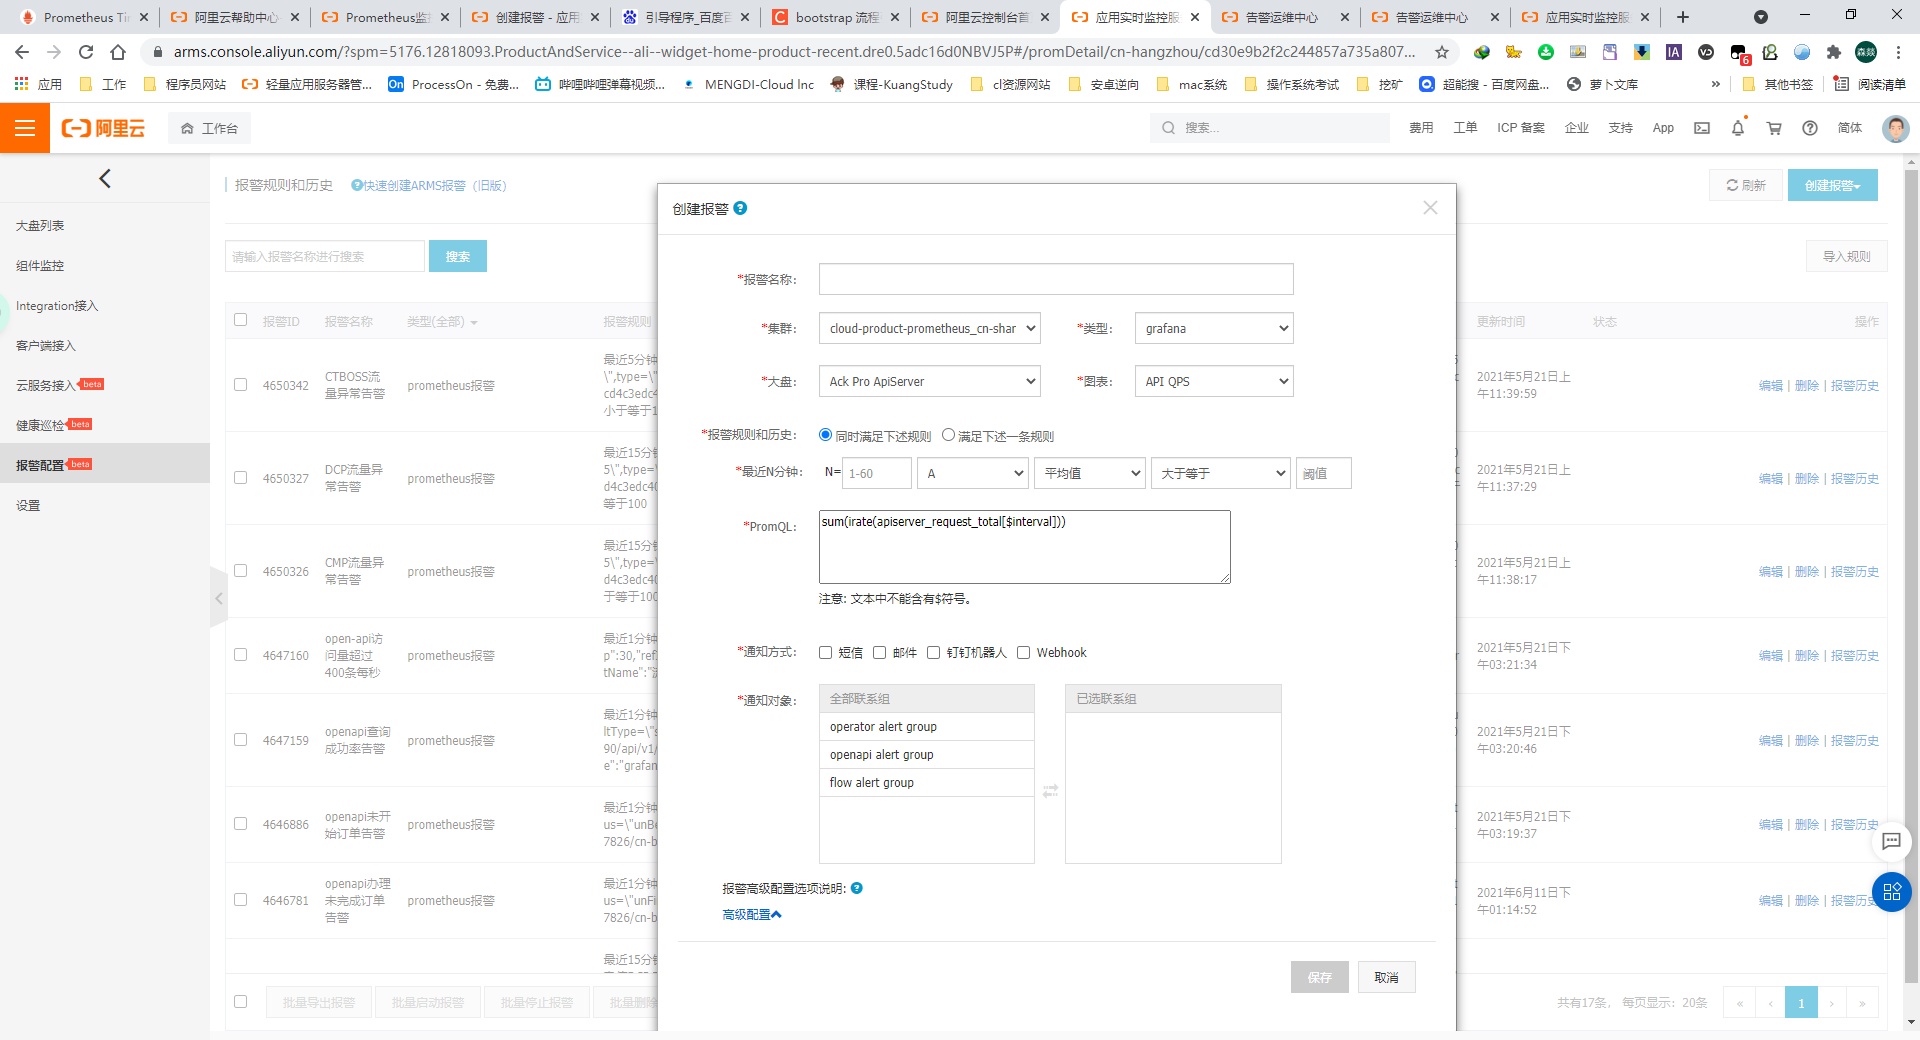 Prometheus Tir
阿里云帮助中心-
Prometheus监控
创建报警 - 应用
引导程序_百度百
bootstrap 流程
阿里云控制台首
应用实时监控服
告警运维中心
告警运维中心
应用实时监控服
arms.console.aliyun.com/?spm=5176.12818093.ProductAndService--ali--widget-home-product-recent.dre0.5adc16d0NBVJ5P#/promDetail/cn-hangzhou/cd30e9b2f2c244857a735a807...
应用
工作
程序员网站
轻量应用服务器管...
On
ProcessOn - 免费...
哔哩哔哩弹幕视频...
MENGDI-Cloud Inc
课程-KuangStudy
cl资源网站
安卓逆向
mac系统
操作系统考试
挖矿
超能搜 - 百度网盘...
萝卜文库
»
其他书签
阅读清单
阿里云
工作台
搜索...
费用
工单
ICP 备案
企业
支持
App
简体
报警规则和历史
快速创建ARMS报警（旧版）
刷新
创建报警
大盘列表
组件监控
Integration接入
客户端接入
云服务接入 beta
健康巡检 beta
报警配置 beta
设置
请输入报警名称进行搜索
搜索
导入规则
报警ID 报警名称 类型(全部) 报警规则 更新时间 状态 操作
4650342 CTBOSS流量异常告警 prometheus报警 2021年5月21日上午11:39:59 编辑 | 删除 | 报警历史
最近5分钟
\",type=\"
cd4c3edc
小于等于1
4650327 DCP流量异常告警 prometheus报警 2021年5月21日上午11:37:29 编辑 | 删除 | 报警历史
最近15分钟
5\",type=\
d4c3edc40
等于100
4650326 CMP流量异常告警 prometheus报警 2021年5月21日上午11:38:17 编辑 | 删除 | 报警历史
最近15分钟
5\",type=\
d4c3edc40
于等于100
4647160 open-api访问量超过400条每秒 prometheus报警 2021年5月21日下午03:21:34 编辑 | 删除 | 报警历史
最近1分钟
p":30,"ref
tName":"
4647159 openapi查询成功率告警 prometheus报警 2021年5月21日下午03:20:46 编辑 | 删除 | 报警历史
最近1分钟
ltType=\"s
90/api/v1/
e":"grafan
4646886 openapi未开始订单告警 prometheus报警 2021年5月21日下午03:19:37 编辑 | 删除 | 报警历史
最近1分钟
us=\"unBe
7826/cn-b
4646781 openapi办理未完成订单告警 prometheus报警 2021年6月11日下午01:14:52 编辑 | 删除 | 报警历史
最近1分钟
us=\"unFi
7826/cn-b
最近15分钟
批量导出报警
批量启动报警
批量停止报警
批量删除
共有17条， 每页显示：20条
« ‹ 1 › »
创建报警
*报警名称:
*集群: cloud-product-prometheus_cn-shar
*类型: grafana
*大盘: Ack Pro ApiServer
*图表: API QPS
*报警规则和历史: 同时满足下述规则 满足下述一条规则
*最近N分钟: N= 1-60 A 平均值 大于等于 阈值
*PromQL: sum(irate(apiserver_request_total[$interval]))
注意: 文本中不能含有$符号。
*通知方式: 短信 邮件 钉钉机器人 Webhook
*通知对象: 全部联系组 已选联系组
operator alert group
openapi alert group
flow alert group
报警高级配置选项说明:
高级配置
保存
取消